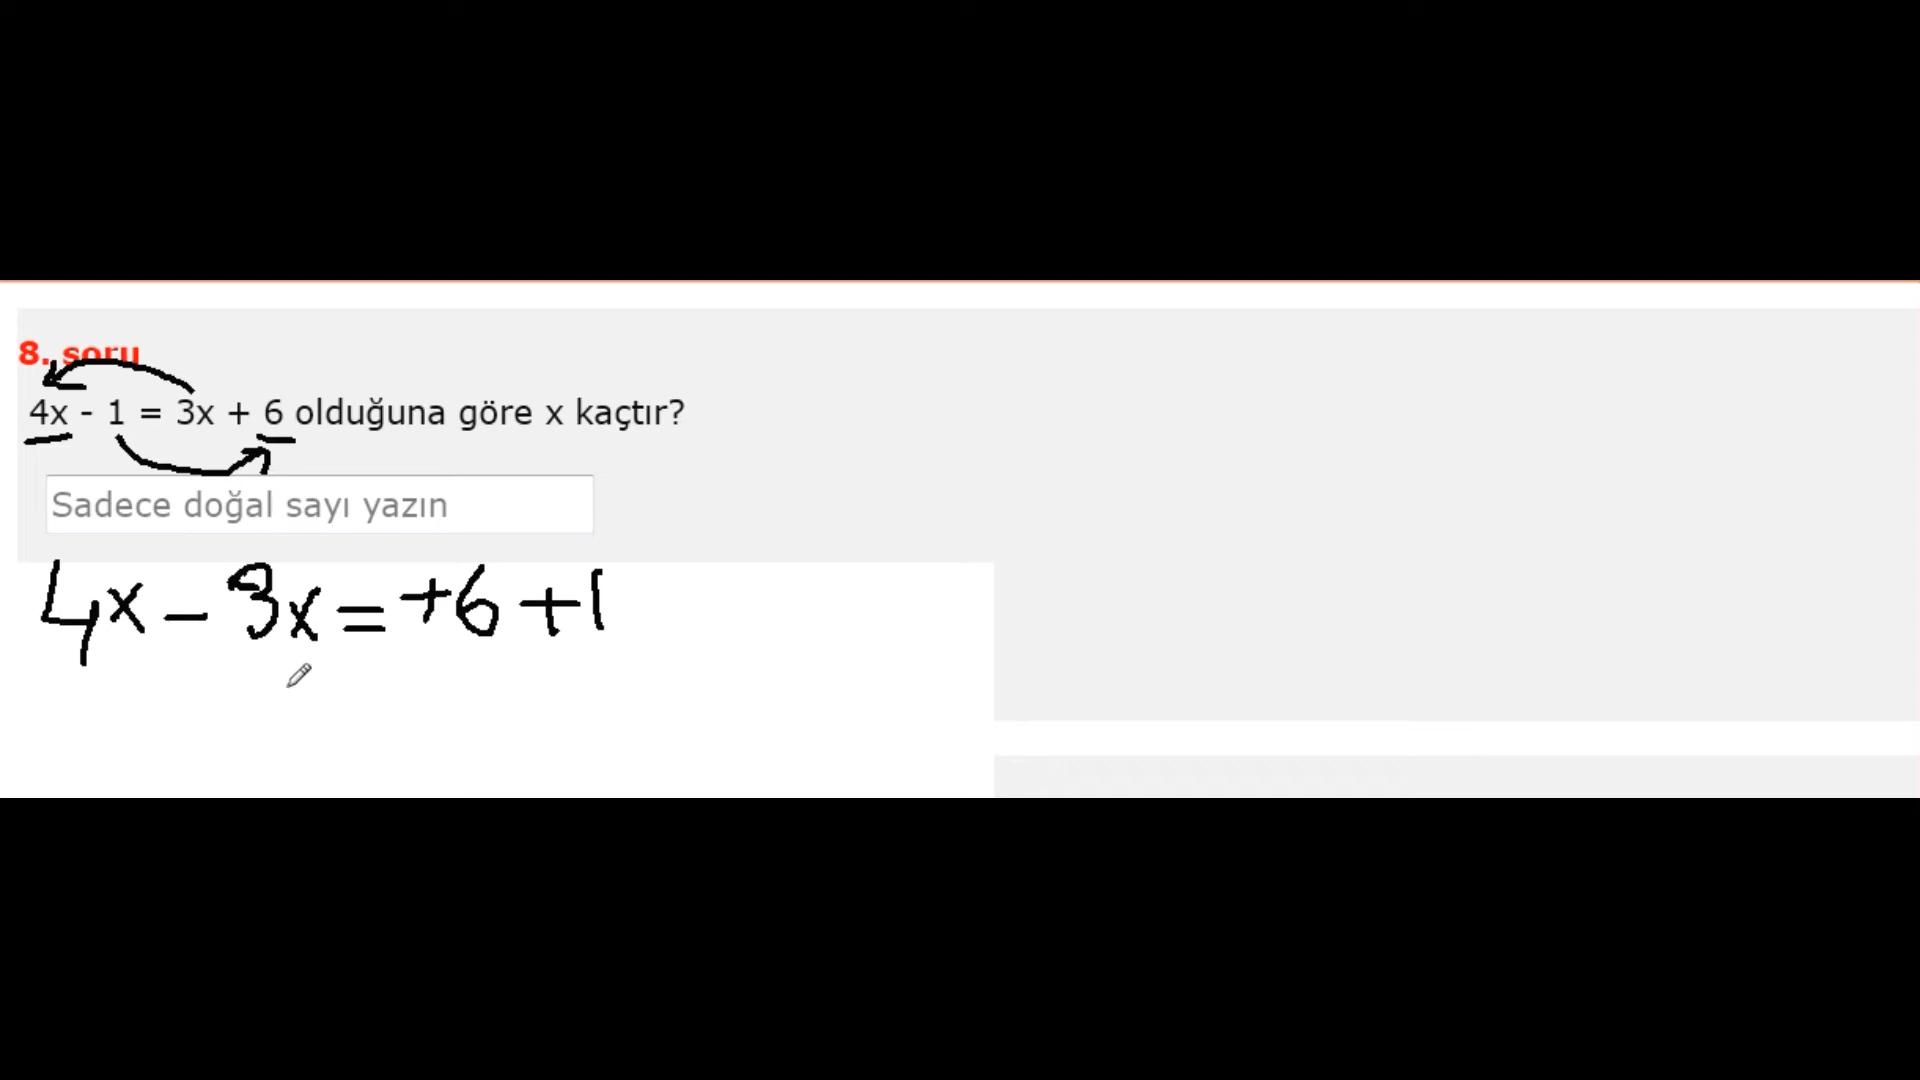 8. soru
4x - 1 = 3x + 6 olduğuna göre x kaçtır?
Sadece doğal sayı yazın
4x - 3x = +6 +1